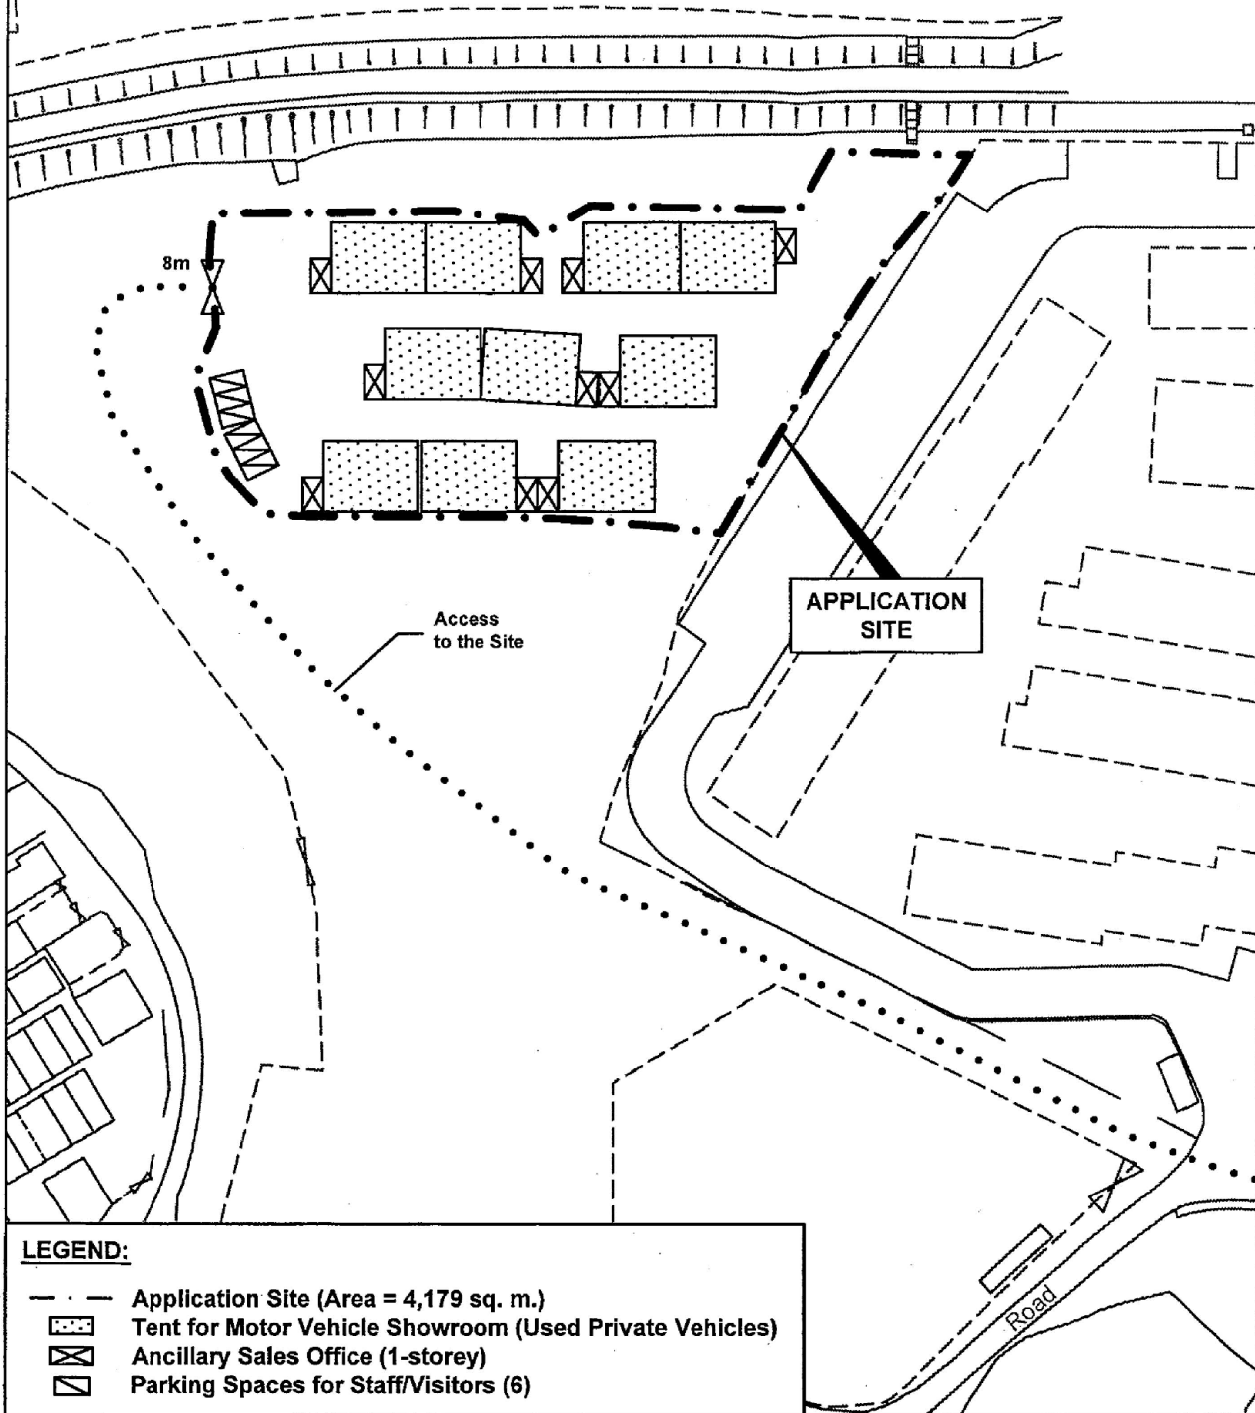 8m
APPLICATION
SITE
Access
to the Site
Road
LEGEND:
Application Site (Area = 4,179 sq. m.)
Tent for Motor Vehicle Showroom (Used Private Vehicles)
Ancillary Sales Office (1-storey)
Parking Spaces for Staff/Visitors (6)